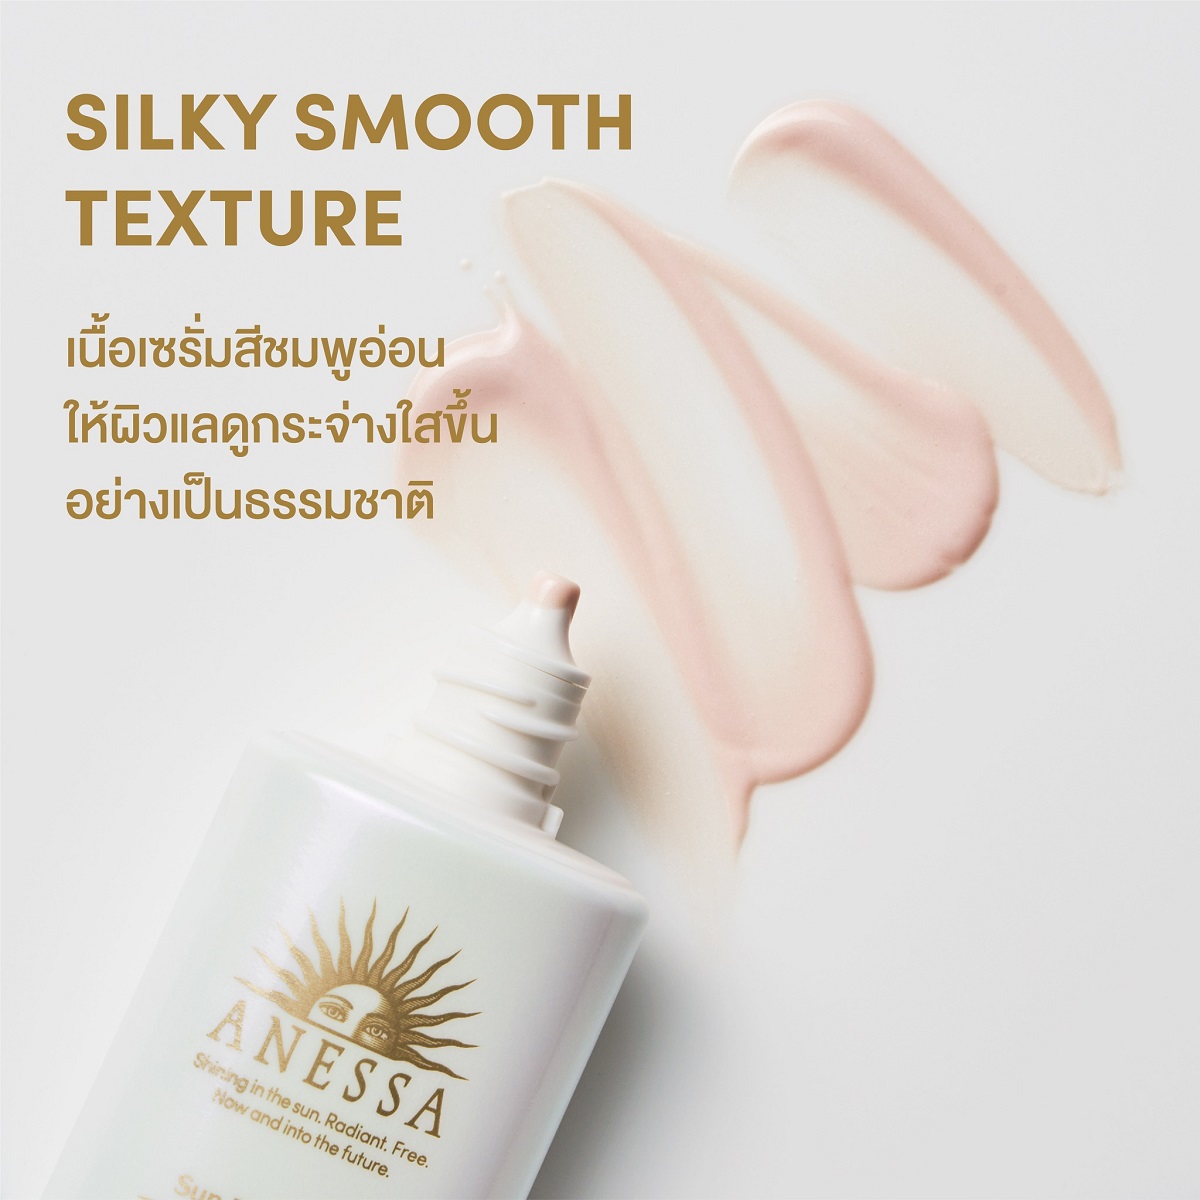 SILKY SMOOTH
TEXTURE
เนื้อเซรั่มสีชมพูอ่อน
ให้ผิวแลดูกระจ่างใสขึ้น
อย่างเป็นธรรมชาติ
ANESSA
Shining in the sun. Radiant. Free.
Now and into the future.
Sun